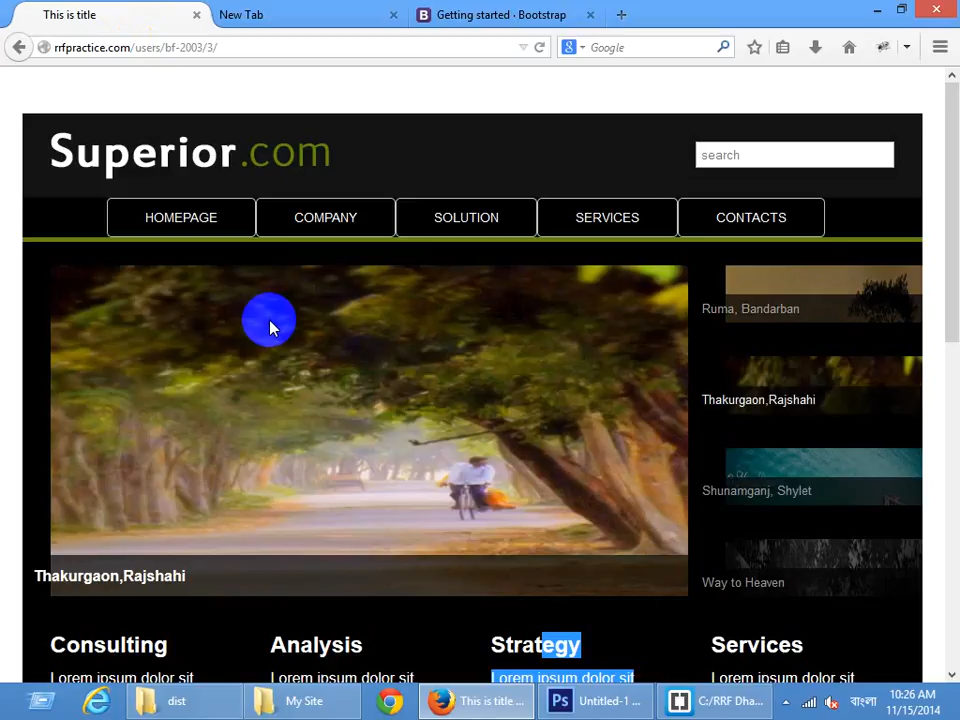 This is title
New Tab
Getting started · Bootstrap
rrfpractice.com/users/bf-2003/3/
Google
Superior.com
search
HOMEPAGE
COMPANY
SOLUTION
SERVICES
CONTACTS
Ruma, Bandarban
Thakurgaon,Rajshahi
Shunamganj, Shylet
Way to Heaven
Thakurgaon,Rajshahi
Consulting
Analysis
Strategy
Services
Lorem ipsum dolor sit
Lorem ipsum dolor sit
Lorem ipsum dolor sit
Lorem ipsum dolor sit
dist
My Site
This is title ...
Untitled-1 ...
C:/RRF Dha...
বাংলা
10:26 AM
11/15/2014